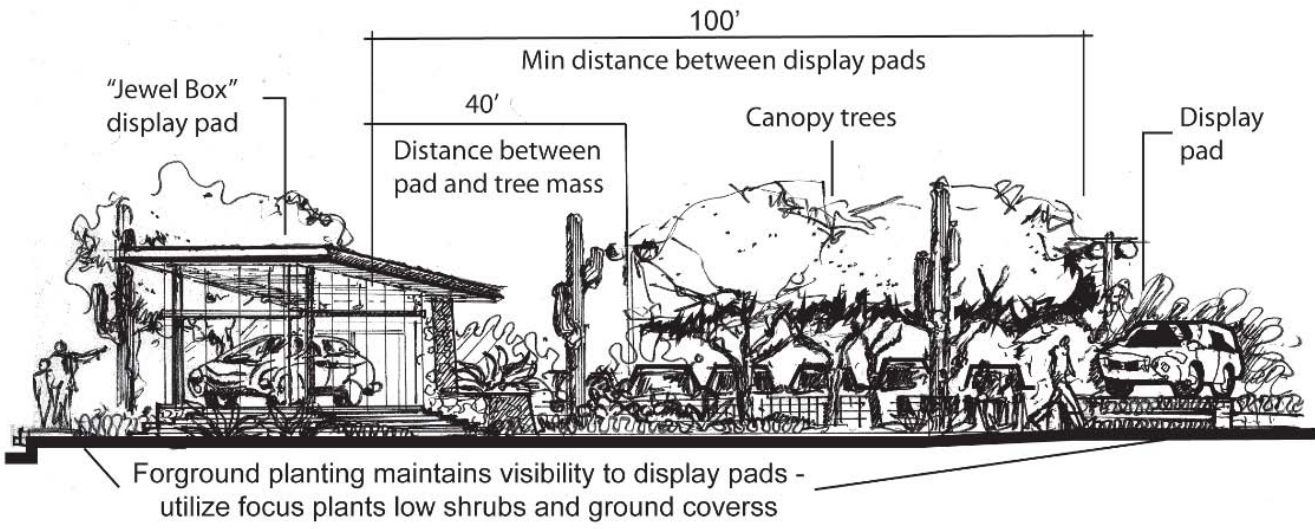 100'
Min distance between display pads
"Jewel Box"
display pad
40'
Distance between
pad and tree mass
Canopy trees
Display
pad
Forground planting maintains visibility to display pads -
utilize focus plants low shrubs and ground coverss